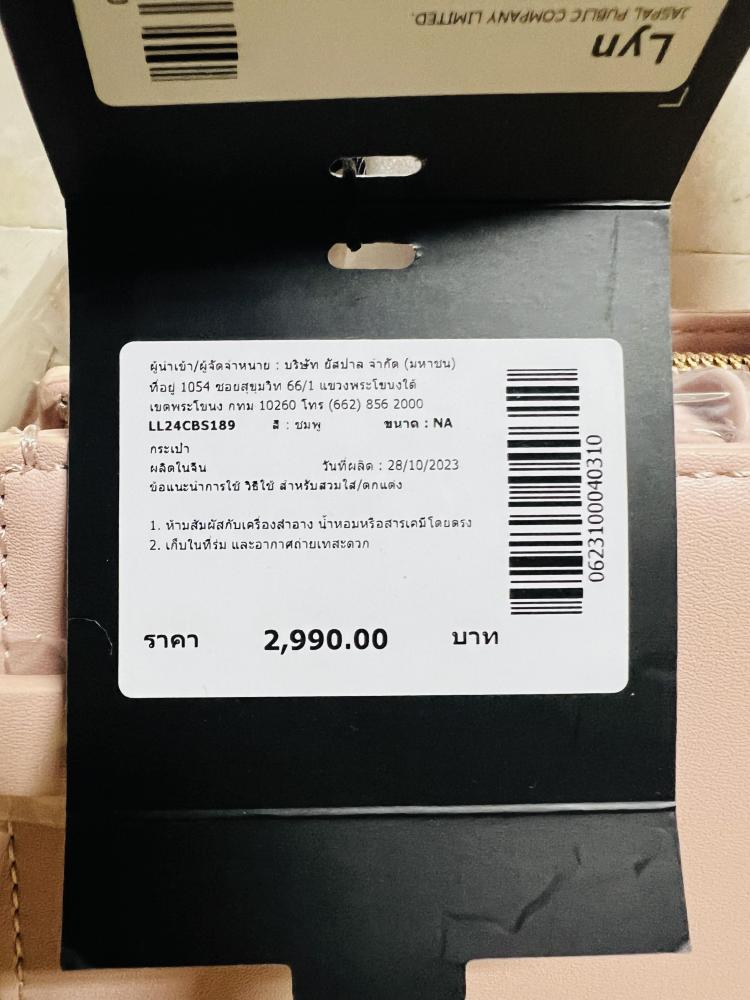 Lyn
JASPAL PUBLIC COMPANY LIMITED.
ผู้นำเข้า/ผู้จัดจำหน่าย : บริษัท ยัสปาล จำกัด (มหาชน)
ที่อยู่ 1054 ซอยสุขุมวิท 66/1 แขวงพระโขนงใต้
เขตพระโขนง กทม 10260 โทร (662) 856 2000
LL24CBS189 สี : ชมพู ขนาด : NA
กระเป๋า
ผลิตในจีน วันที่ผลิต : 28/10/2023
ข้อแนะนำการใช้ วิธีใช้ สำหรับสวมใส่/ตกแต่ง
1. ห้ามสัมผัสกับเครื่องสำอาง น้ำหอมหรือสารเคมีโดยตรง
2. เก็บในที่ร่ม และอากาศถ่ายเทสะดวก
0623100040310
ราคา 2,990.00 บาท